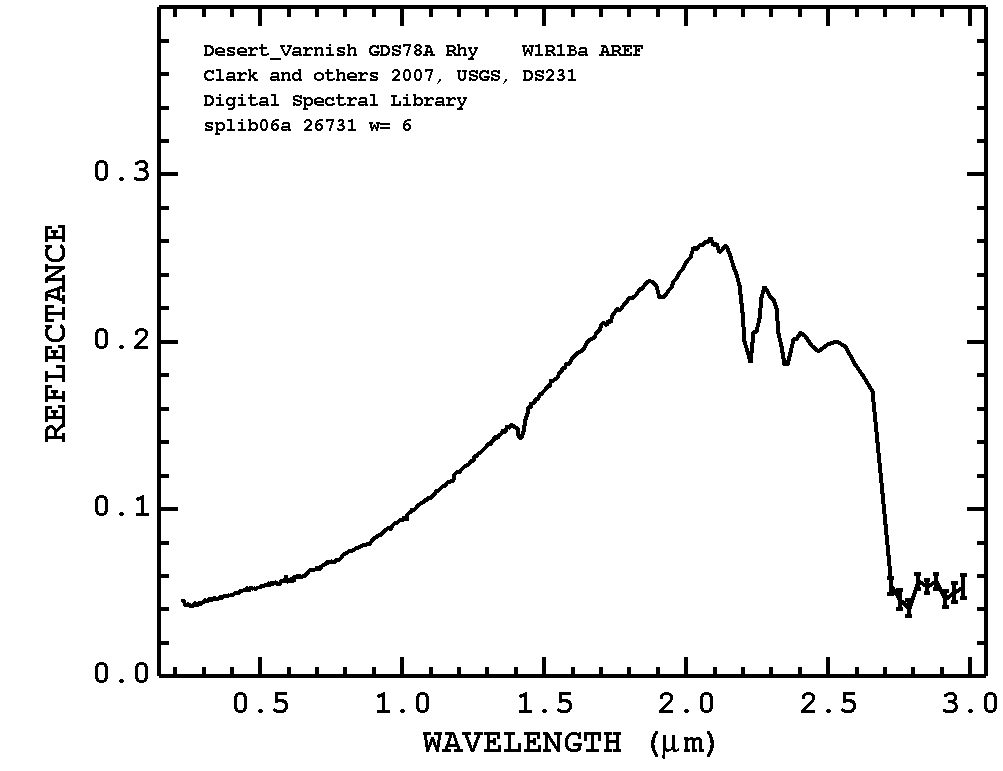 Desert_Varnish GDS78A Rhy W1R1Ba AREF
Clark and others 2007, USGS, DS231
Digital Spectral Library
splib06a 26731 w= 6
0.3
0.2
0.1
0.0
REFLECTANCE
0.5 1.0 1.5 2.0 2.5 3.0
WAVELENGTH (μm)